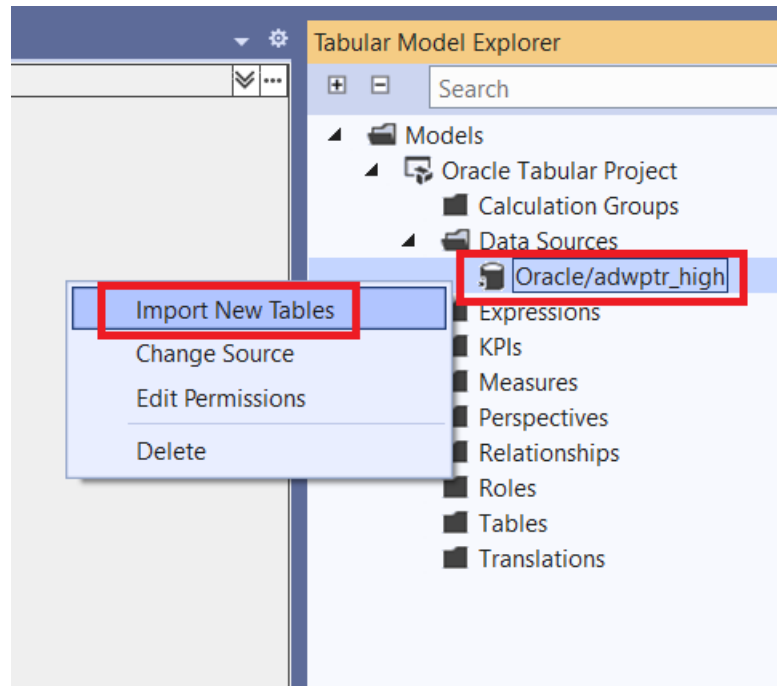 Tabular Model Explorer
Search
Models
Oracle Tabular Project
Calculation Groups
Data Sources
Oracle/adwptr_high
Expressions
KPIs
Measures
Perspectives
Relationships
Roles
Tables
Translations
Import New Tables
Change Source
Edit Permissions
Delete